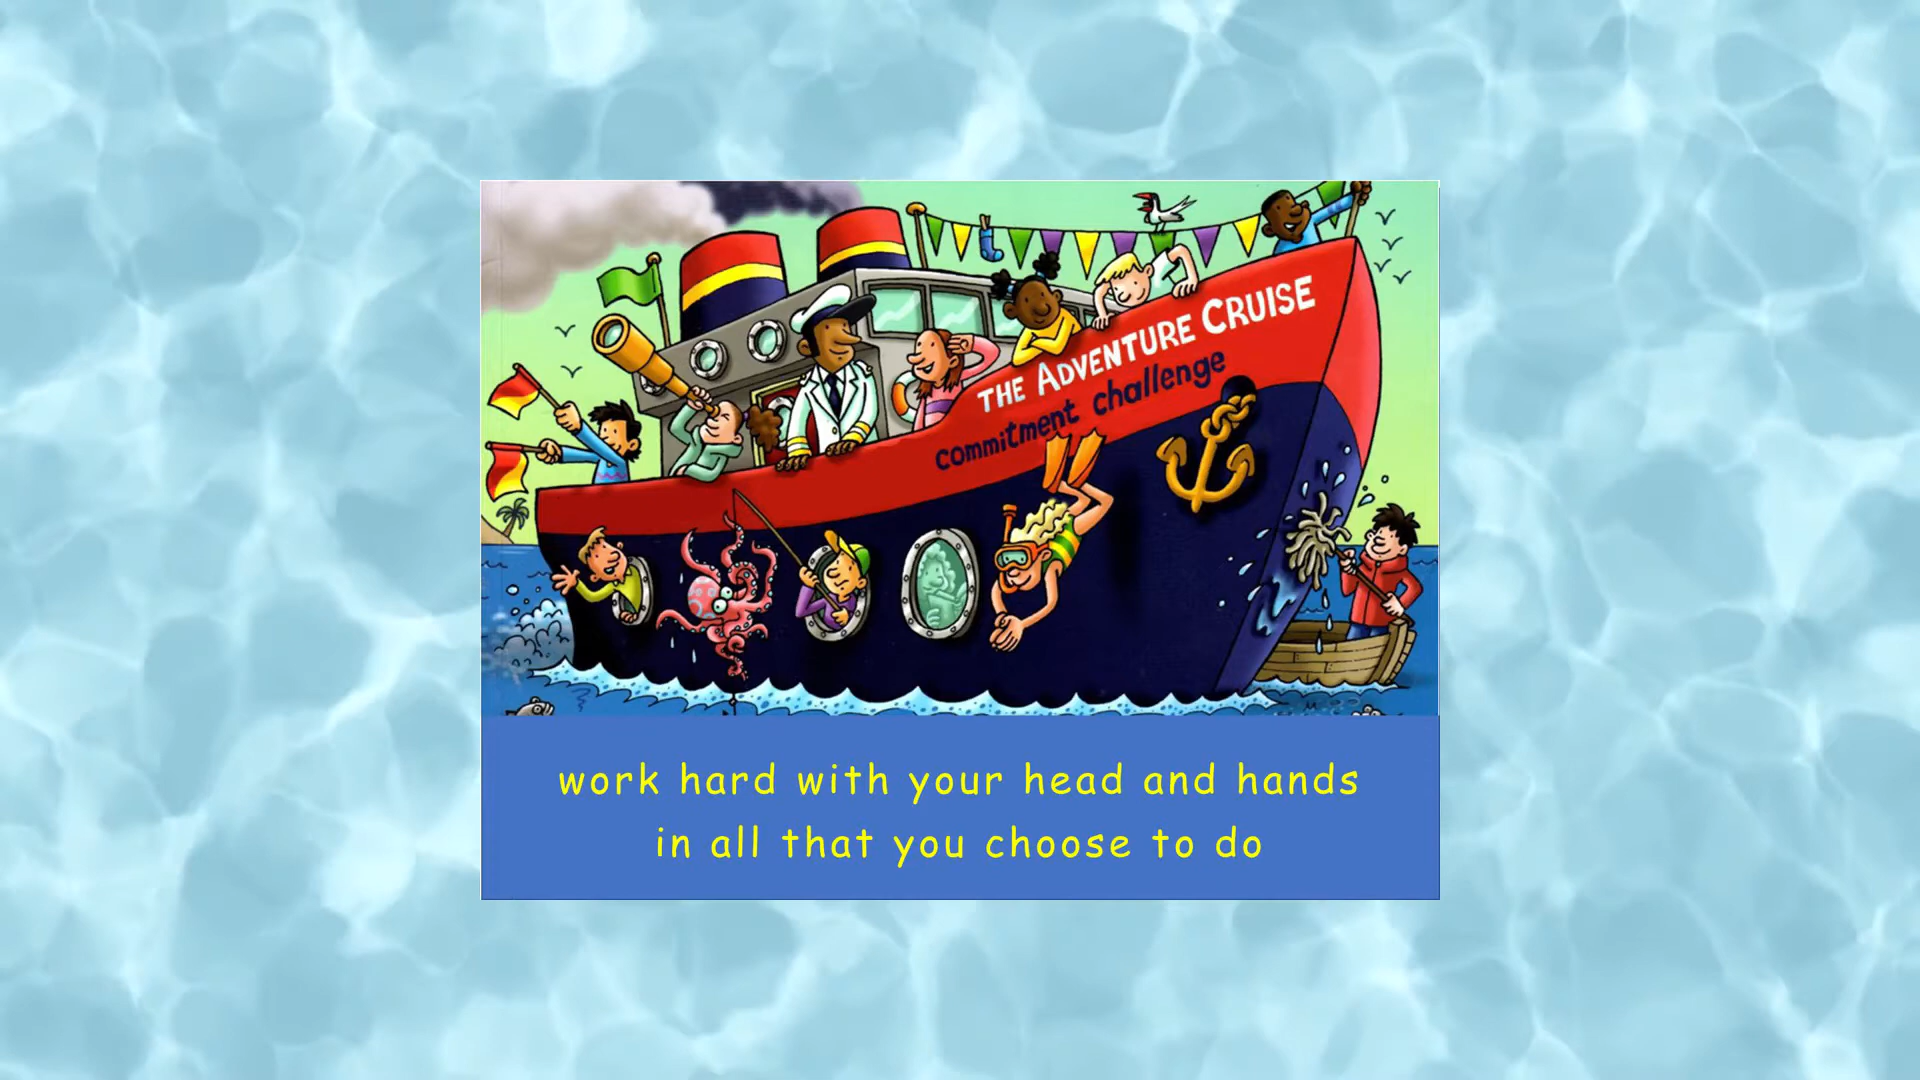 THE ADVENTURE CRUISE
commitment challenge
work hard with your head and hands
in all that you choose to do